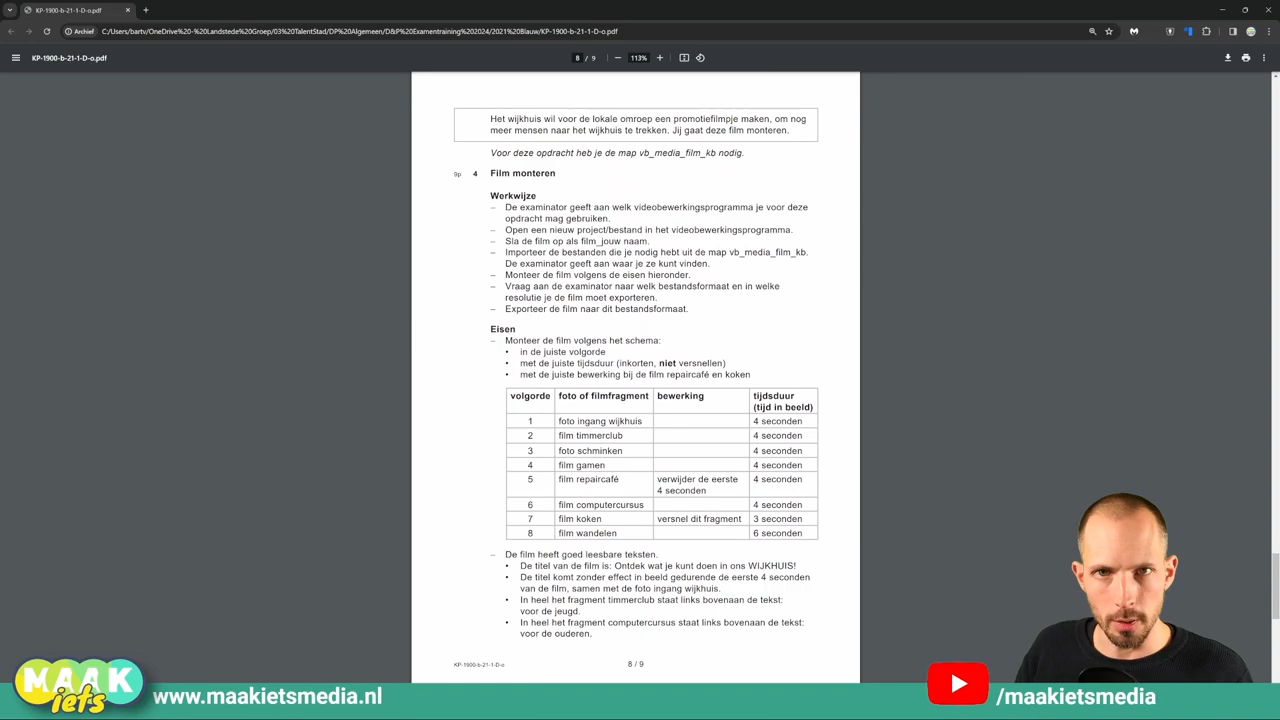 KP-1900-b-21-1-D-o.pdf
Archief
C:/Users/bartv/OneDrive%20-%20Landstede%20Groep/03%20TalentStad/DP%20Algemeen/D&P%20Examentraining%202024/2021%20Blauw/KP-1900-b-21-1-D-o.pdf
KP-1900-b-21-1-D-o.pdf
8 / 9
113%
Het wijkhuis wil voor de lokale omroep een promotiefilmpje maken, om nog
meer mensen naar het wijkhuis te trekken. Jij gaat deze film monteren.
Voor deze opdracht heb je de map vb_media_film_kb nodig.
9p 4 Film monteren
Werkwijze
– De examinator geeft aan welk videobewerkingsprogramma je voor deze
opdracht mag gebruiken.
– Open een nieuw project/bestand in het videobewerkingsprogramma.
– Sla de film op als film_jouw naam.
– Importeer de bestanden die je nodig hebt uit de map vb_media_film_kb.
De examinator geeft aan waar je ze kunt vinden.
– Monteer de film volgens de eisen hieronder.
– Vraag aan de examinator naar welk bestandsformaat en in welke
resolutie je de film moet exporteren.
– Exporteer de film naar dit bestandsformaat.
Eisen
– Monteer de film volgens het schema:
• in de juiste volgorde
• met de juiste tijdsduur (inkorten, niet versnellen)
• met de juiste bewerking bij de film repaircafé en koken
volgorde foto of filmfragment bewerking tijdsduur
(tijd in beeld)
1 foto ingang wijkhuis 4 seconden
2 film timmerclub 4 seconden
3 foto schminken 4 seconden
4 film gamen 4 seconden
5 film repaircafé verwijder de eerste 4 seconden
4 seconden
6 film computercursus 4 seconden
7 film koken versnel dit fragment 3 seconden
8 film wandelen 6 seconden
– De film heeft goed leesbare teksten.
• De titel van de film is: Ontdek wat je kunt doen in ons WIJKHUIS!
• De titel komt zonder effect in beeld gedurende de eerste 4 seconden
van de film, samen met de foto ingang wijkhuis.
• In heel het fragment timmerclub staat links bovenaan de tekst:
voor de jeugd.
• In heel het fragment computercursus staat links bovenaan de tekst:
voor de ouderen.
KP-1900-b-21-1-D-o 8 / 9
MAAK
iets
www.maakietsmedia.nl
/maakietsmedia